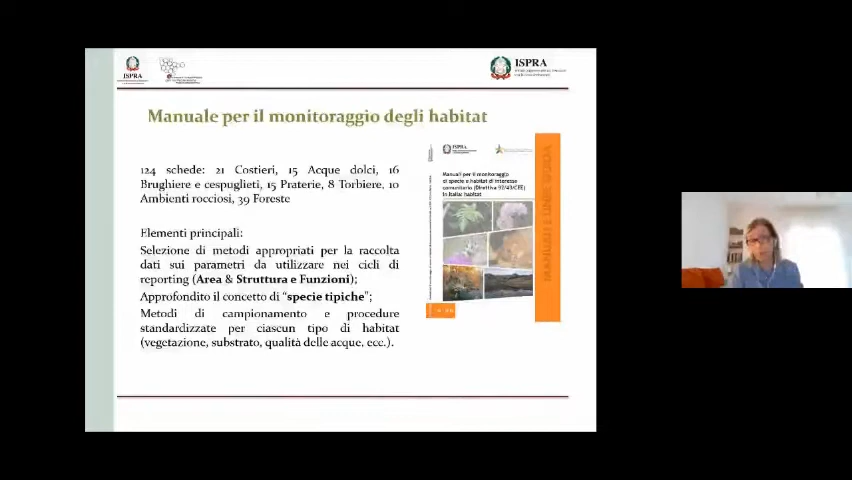 ISPRA
ISPRA
Manuale per il monitoraggio degli habitat
124 schede: 21 Costieri, 15 Acque dolci, 16
Brughiere e cespuglieti, 15 Praterie, 8 Torbiere, 10
Ambienti rocciosi, 39 Foreste
Elementi principali:
Selezione di metodi appropriati per la raccolta
dati sui parametri da utilizzare nei cicli di
reporting (Area & Struttura e Funzioni);
Approfondito il concetto di “specie tipiche”;
Metodi di campionamento e procedure
standardizzate per ciascun tipo di habitat
(vegetazione, substrato, qualità delle acque, ecc.).
ISPRA
Manuali per il monitoraggio
di specie e habitat di interesse
comunitario (Direttiva 92/43/CEE)
in Italia: habitat
MANUALI E LINEE GUIDA